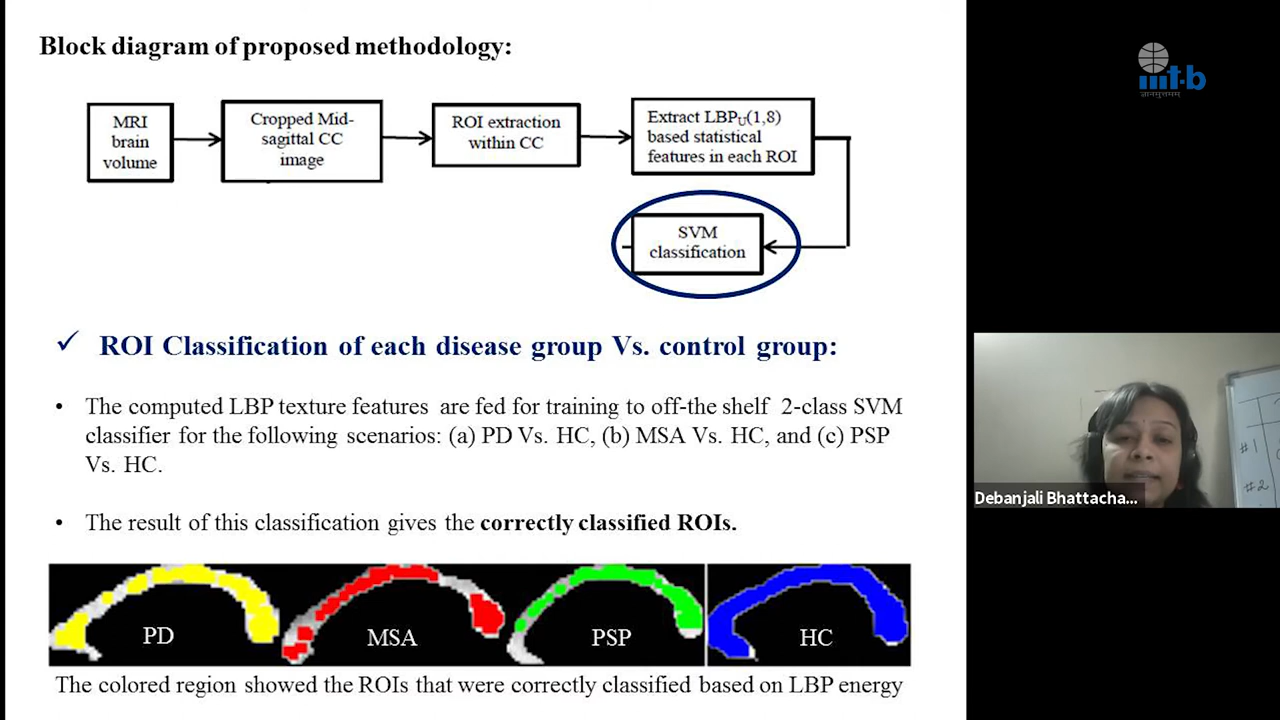 Block diagram of proposed methodology:
MRI
brain
volume
Cropped Mid-
sagittal CC
image
ROI extraction
within CC
Extract LBPU(1,8)
based statistical
features in each ROI
SVM
classification
✓ ROI Classification of each disease group Vs. control group:
• The computed LBP texture features are fed for training to off-the shelf 2-class SVM
classifier for the following scenarios: (a) PD Vs. HC, (b) MSA Vs. HC, and (c) PSP
Vs. HC.
• The result of this classification gives the correctly classified ROIs.
PD
MSA
PSP
HC
The colored region showed the ROIs that were correctly classified based on LBP energy
iiit-b
ज्ञानमुत्तमम्
#1
#2
Debanjali Bhattacha...